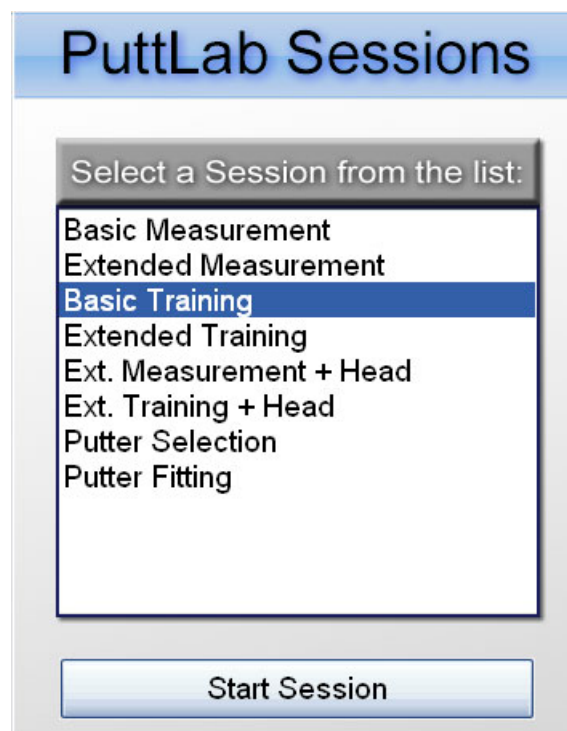 PuttLab Sessions
Select a Session from the list:
Basic Measurement
Extended Measurement
Basic Training
Extended Training
Ext. Measurement + Head
Ext. Training + Head
Putter Selection
Putter Fitting
Start Session